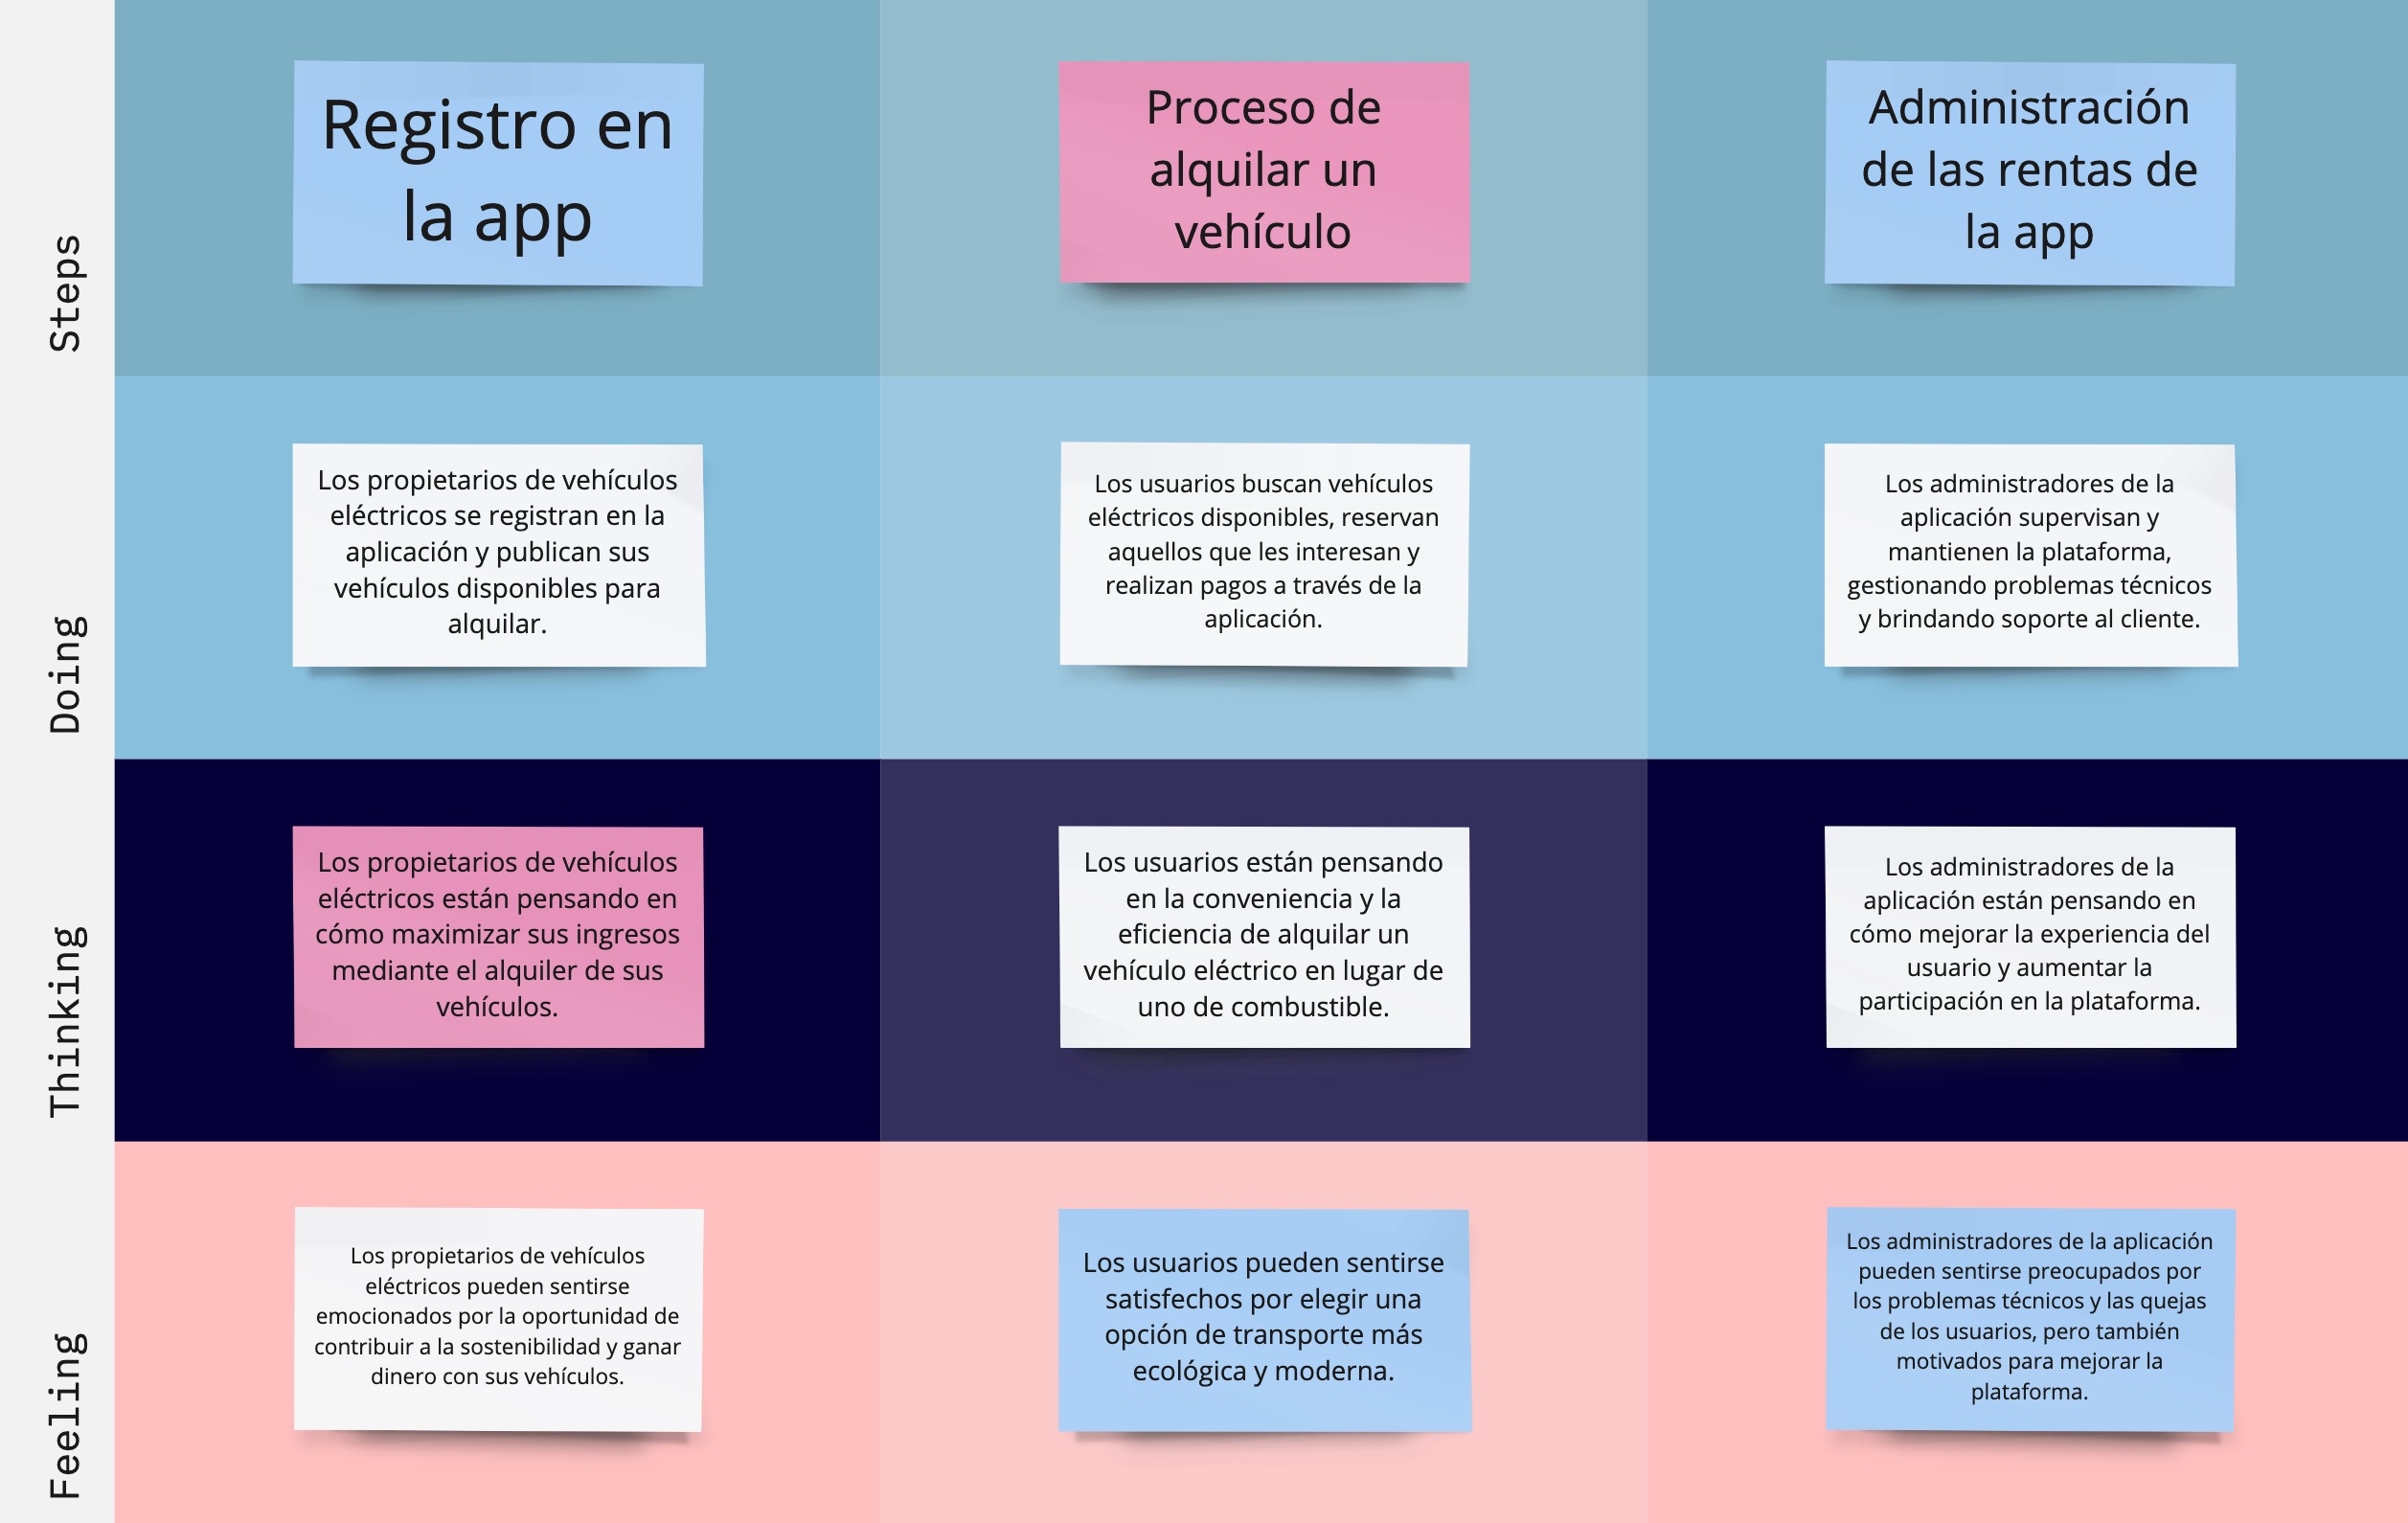 Steps
Registro en
la app
Proceso de
alquilar un
vehículo
Administración
de las rentas de
la app
Doing
Los propietarios de vehículos
eléctricos se registran en la
aplicación y publican sus
vehículos disponibles para
alquilar.
Los usuarios buscan vehículos
eléctricos disponibles, reservan
aquellos que les interesan y
realizan pagos a través de la
aplicación.
Los administradores de la
aplicación supervisan y
mantienen la plataforma,
gestionando problemas técnicos
y brindando soporte al cliente.
Thinking
Los propietarios de vehículos
eléctricos están pensando en
cómo maximizar sus ingresos
mediante el alquiler de sus
vehículos.
Los usuarios están pensando
en la conveniencia y la
eficiencia de alquilar un
vehículo eléctrico en lugar de
uno de combustible.
Los administradores de la
aplicación están pensando en
cómo mejorar la experiencia del
usuario y aumentar la
participación en la plataforma.
Feeling
Los propietarios de vehículos
eléctricos pueden sentirse
emocionados por la oportunidad de
contribuir a la sostenibilidad y ganar
dinero con sus vehículos.
Los usuarios pueden sentirse
satisfechos por elegir una
opción de transporte más
ecológica y moderna.
Los administradores de la aplicación
pueden sentirse preocupados por
los problemas técnicos y las quejas
de los usuarios, pero también
motivados para mejorar la
plataforma.